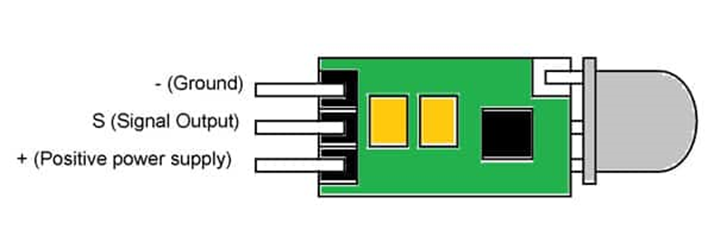 - (Ground)
S (Signal Output)
+ (Positive power supply)